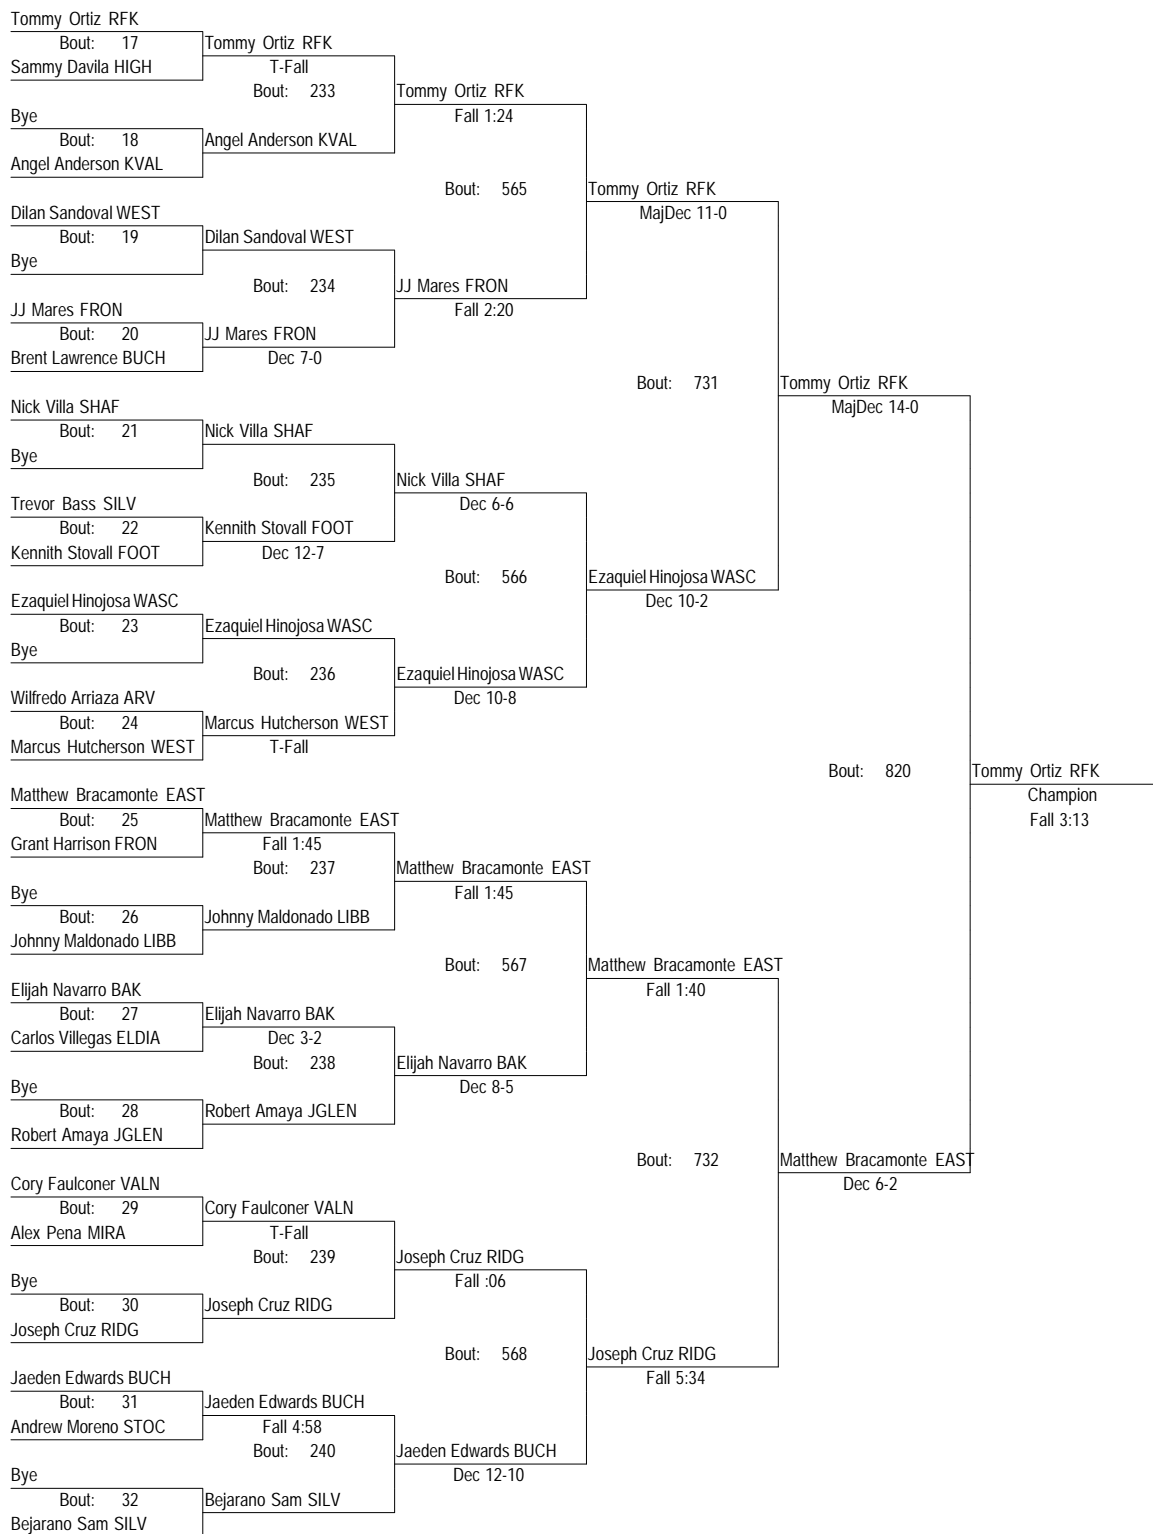 Tommy Ortiz RFK
Bout: 17
Tommy Ortiz RFK
Sammy Davila HIGH
T-Fall
Bout: 233
Tommy Ortiz RFK
Bye
Fall 1:24
Bout: 18
Angel Anderson KVAL
Angel Anderson KVAL
Bout: 565
Tommy Ortiz RFK
Dilan Sandoval WEST
MajDec 11-0
Bout: 19
Dilan Sandoval WEST
Bye
Bout: 234
JJ Mares FRON
JJ Mares FRON
Fall 2:20
Bout: 20
JJ Mares FRON
Brent Lawrence BUCH
Dec 7-0
Bout: 731
Tommy Ortiz RFK
Nick Villa SHAF
MajDec 14-0
Bout: 21
Nick Villa SHAF
Bye
Bout: 235
Nick Villa SHAF
Trevor Bass SILV
Dec 6-6
Bout: 22
Kennith Stovall FOOT
Kennith Stovall FOOT
Dec 12-7
Bout: 566
Ezaquiel Hinojosa WASC
Ezaquiel Hinojosa WASC
Dec 10-2
Bout: 23
Ezaquiel Hinojosa WASC
Bye
Bout: 236
Ezaquiel Hinojosa WASC
Wilfredo Arriaza ARV
Dec 10-8
Bout: 24
Marcus Hutcherson WEST
Marcus Hutcherson WEST
T-Fall
Bout: 820
Tommy Ortiz RFK
Matthew Bracamonte EAST
Champion
Bout: 25
Matthew Bracamonte EAST
Fall 3:13
Grant Harrison FRON
Fall 1:45
Bout: 237
Matthew Bracamonte EAST
Bye
Fall 1:45
Bout: 26
Johnny Maldonado LIBB
Johnny Maldonado LIBB
Bout: 567
Matthew Bracamonte EAST
Elijah Navarro BAK
Fall 1:40
Bout: 27
Elijah Navarro BAK
Carlos Villegas ELDIA
Dec 3-2
Bout: 238
Elijah Navarro BAK
Bye
Dec 8-5
Bout: 28
Robert Amaya JGLEN
Robert Amaya JGLEN
Bout: 732
Matthew Bracamonte EAST
Cory Faulconer VALN
Dec 6-2
Bout: 29
Cory Faulconer VALN
Alex Pena MIRA
T-Fall
Bout: 239
Joseph Cruz RIDG
Bye
Fall :06
Bout: 30
Joseph Cruz RIDG
Joseph Cruz RIDG
Bout: 568
Joseph Cruz RIDG
Jaeden Edwards BUCH
Fall 5:34
Bout: 31
Jaeden Edwards BUCH
Andrew Moreno STOC
Fall 4:58
Bout: 240
Jaeden Edwards BUCH
Bye
Dec 12-10
Bout: 32
Bejarano Sam SILV
Bejarano Sam SILV